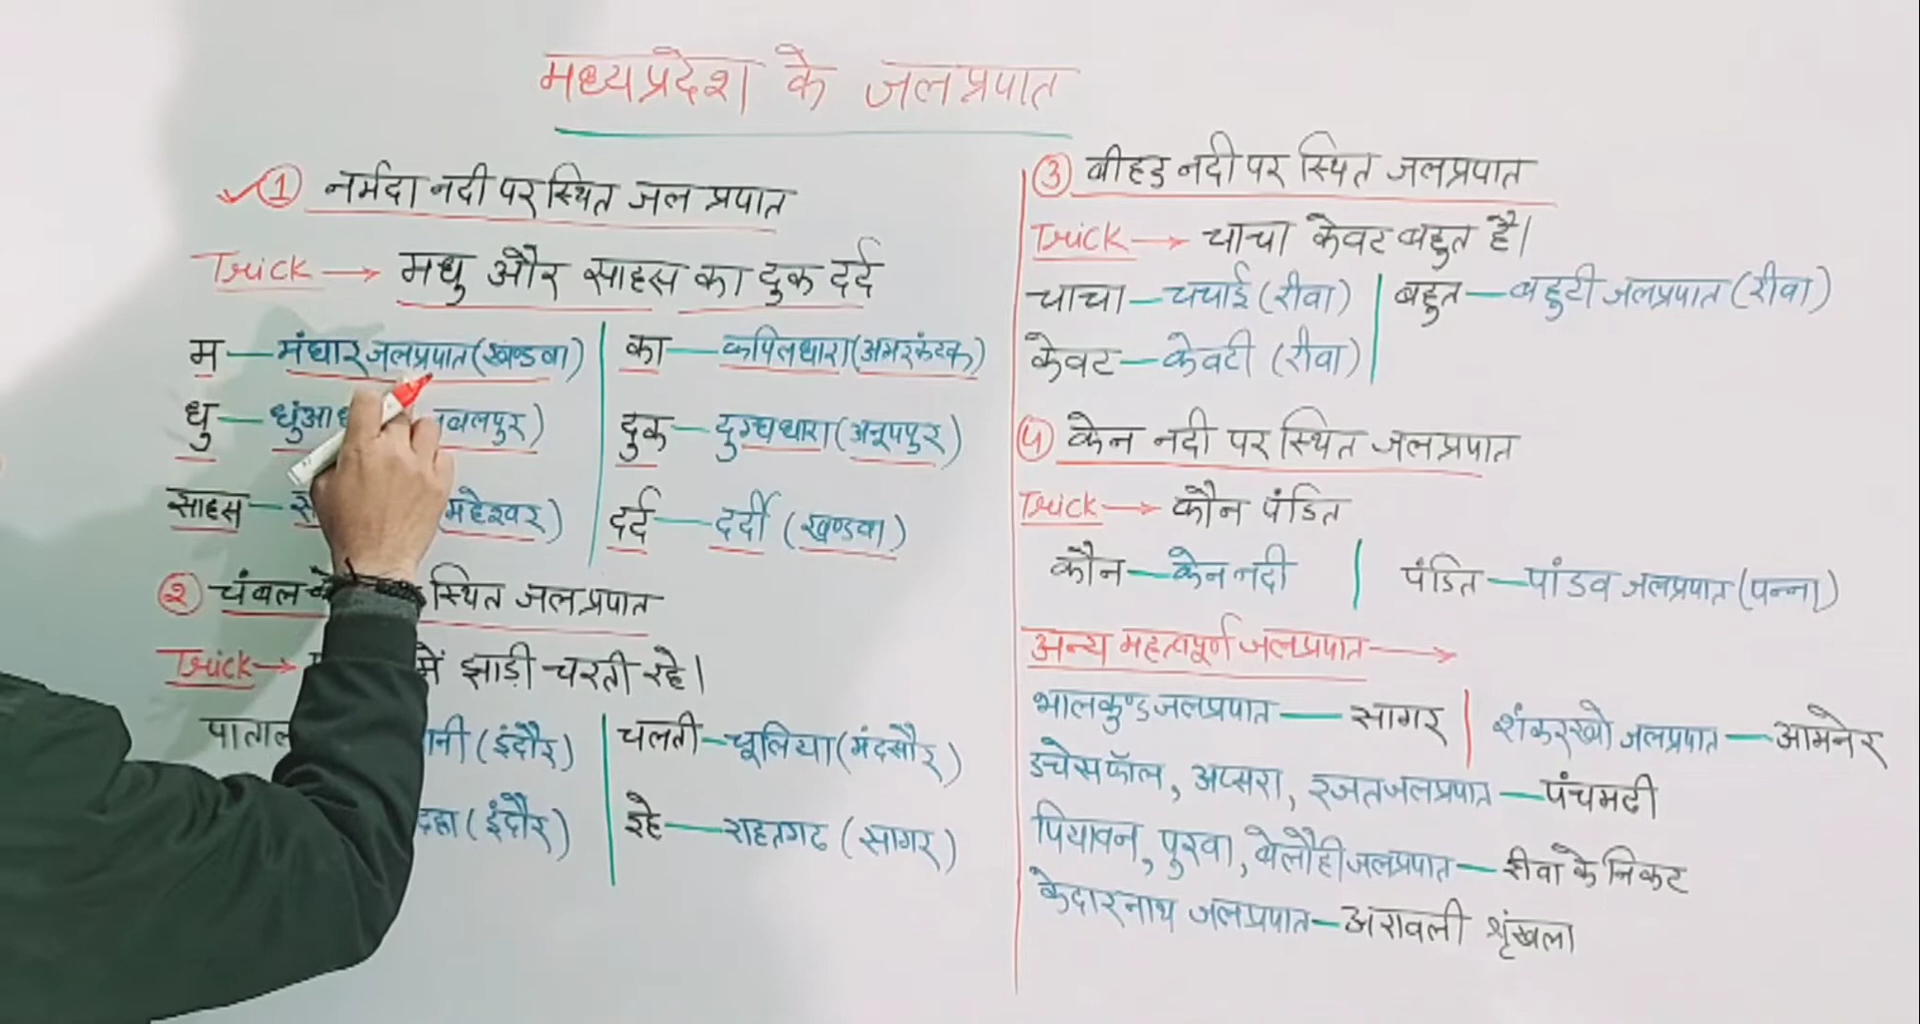 मध्यप्रदेश के जलप्रपात
① नर्मदा नदी पर स्थित जल प्रपात
Trick → मधु और साहस का दुक दर्द
म — मंधार जलप्रपात (खण्डवा)
धु — धुंआध बलपुर)
साहस — (महेश्वर)
का — कपिलधारा (अमरकंटक)
दुक — दुग्धधारा (अनूपपुर)
दर्द — दर्दी (खण्डवा)
② चंबल स्थित जलप्रपात
Trick → में झाड़ी चरती रहे।
पाताल नी (इंदौर)
दहा (इंदौर)
चलती — चूलिया (मंदसौर)
रहे — राहतगढ (सागर)
③ बीहड नदी पर स्थित जलप्रपात
Trick → चाचा केवट बहुत है।
चाचा — चचाई (रीवा)
केवट — केवटी (रीवा)
बहुत — बहुटी जलप्रपात (रीवा)
④ केन नदी पर स्थित जलप्रपात
Trick → कौन पंडित
कौन — केन नदी
पंडित — पांडव जलप्रपात (पन्ना)
अन्य महत्वपूर्ण जलप्रपात →
भालकुण्ड जलप्रपात — सागर
शंकरखो जलप्रपात — आमनेर
डचेस फॉल, अप्सरा, रजत जलप्रपात — पंचमढी
पियावन, पुरवा, बेलौही जलप्रपात — रीवा के निकट
केदारनाथ जलप्रपात — अरावली श्रृंखला